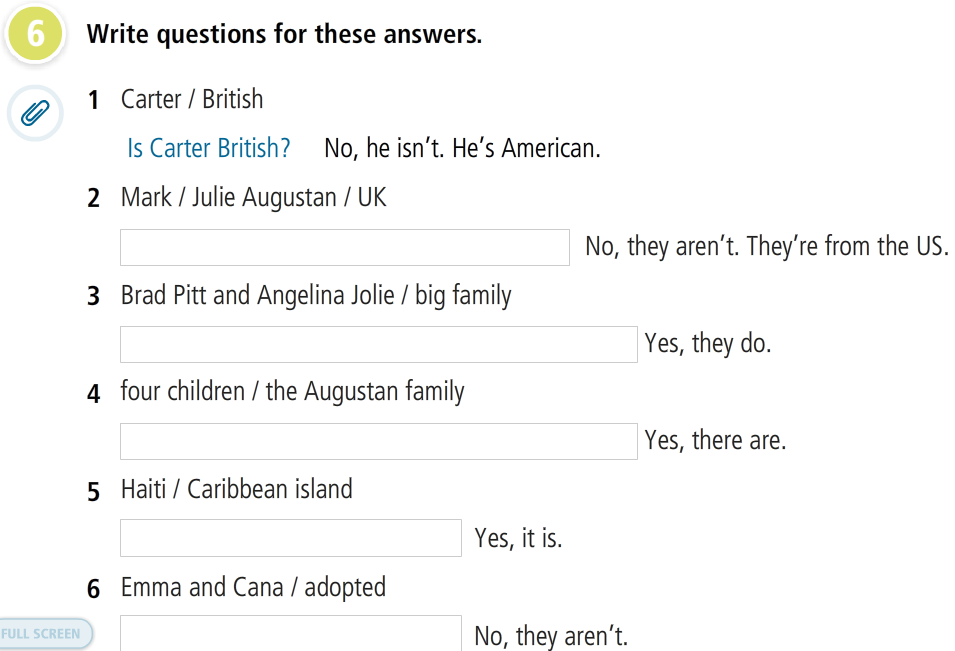 6 Write questions for these answers.
1 Carter / British
Is Carter British? No, he isn't. He's American.
2 Mark / Julie Augustan / UK
No, they aren't. They're from the US.
3 Brad Pitt and Angelina Jolie / big family
Yes, they do.
4 four children / the Augustan family
Yes, there are.
5 Haiti / Caribbean island
Yes, it is.
6 Emma and Cana / adopted
FULL SCREEN
No, they aren't.